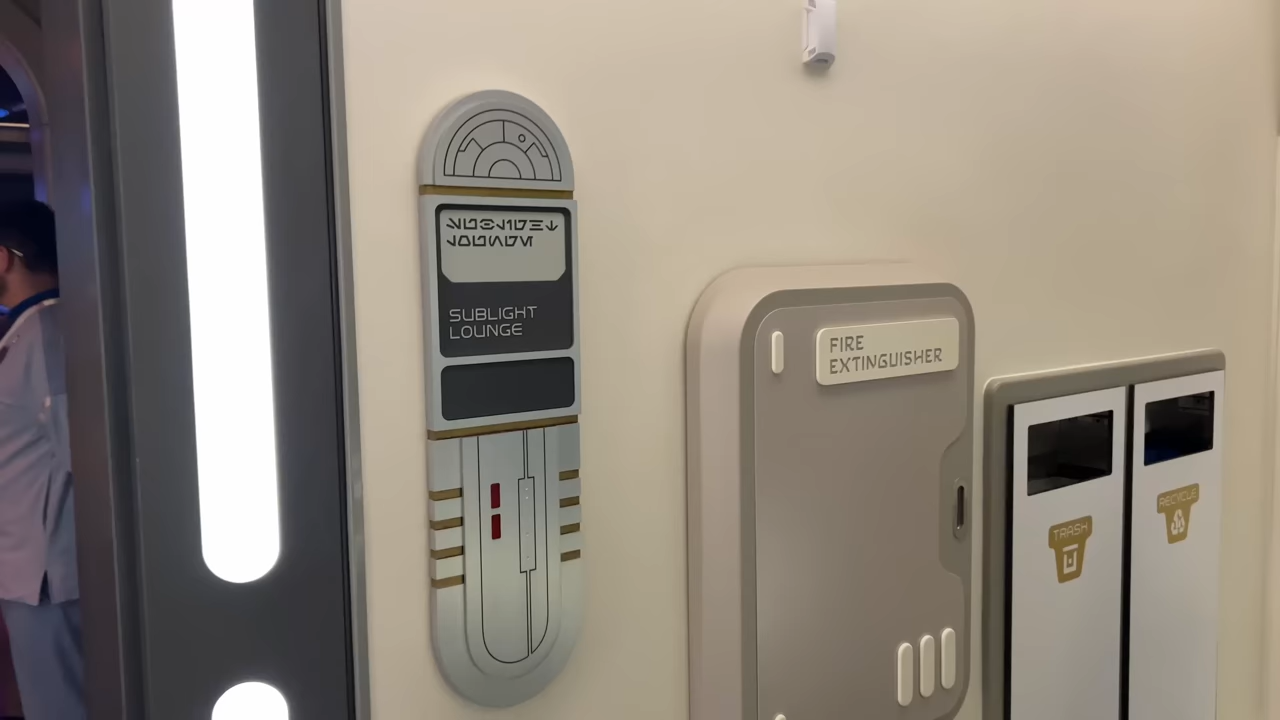 SUBLIGHT
LOUNGE
FIRE
EXTINGUISHER
TRASH
RECYCLE